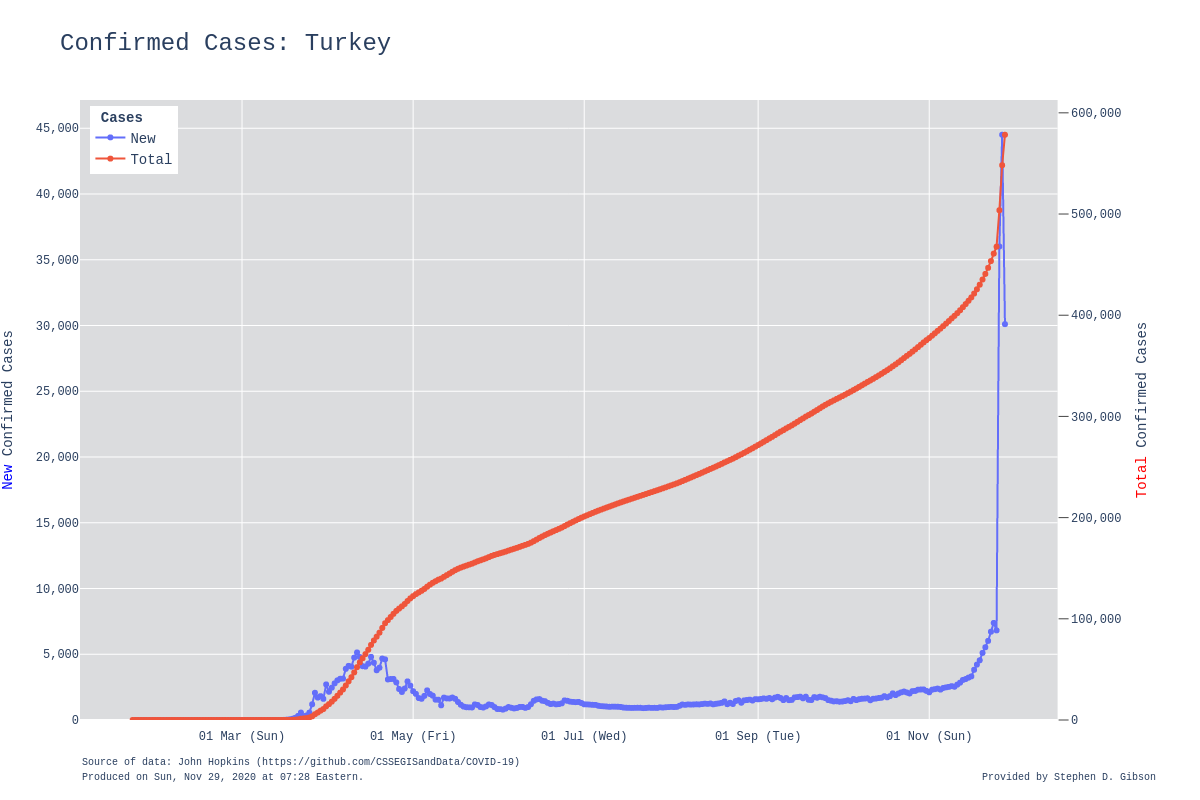 Confirmed Cases: Turkey
Cases
New
Total
45,000
40,000
35,000
30,000
25,000
20,000
15,000
10,000
5,000
0
New Confirmed Cases
600,000
500,000
400,000
300,000
200,000
100,000
0
Total Confirmed Cases
01 Mar (Sun)
01 May (Fri)
01 Jul (Wed)
01 Sep (Tue)
01 Nov (Sun)
Source of data: John Hopkins (https://github.com/CSSEGISandData/COVID-19)
Produced on Sun, Nov 29, 2020 at 07:28 Eastern.
Provided by Stephen D. Gibson